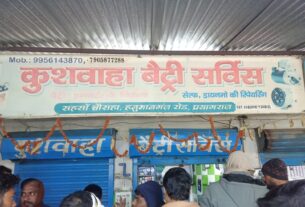 Mob.: 9956143870, 7905877288
कुशवाहा बैट्री सर्विस
सेल्फ, डायनमो की रिपेयरिंग
सहसों चौराहा, हनुमानगंज रोड, प्रयागराज
कुशवाहा बैट्री सर्विस